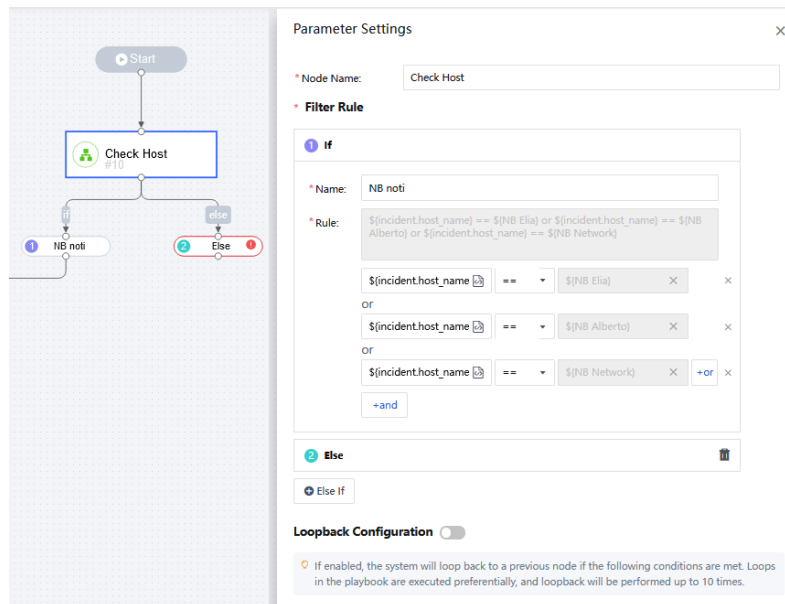 Start
Check Host
#10
if
else
1 NB noti
2 Else
Parameter Settings
* Node Name: Check Host
* Filter Rule
1 If
* Name: NB noti
* Rule: ${incident.host_name} == ${NB Elia} or ${incident.host_name} == ${NB
Alberto} or ${incident.host_name} == ${NB Network}
${incident.host_name == ${NB Elia}
or
${incident.host_name == ${NB Alberto}
or
${incident.host_name == ${NB Network} +or
+and
2 Else
Else If
Loopback Configuration
If enabled, the system will loop back to a previous node if the following conditions are met. Loops
in the playbook are executed preferentially, and loopback will be performed up to 10 times.